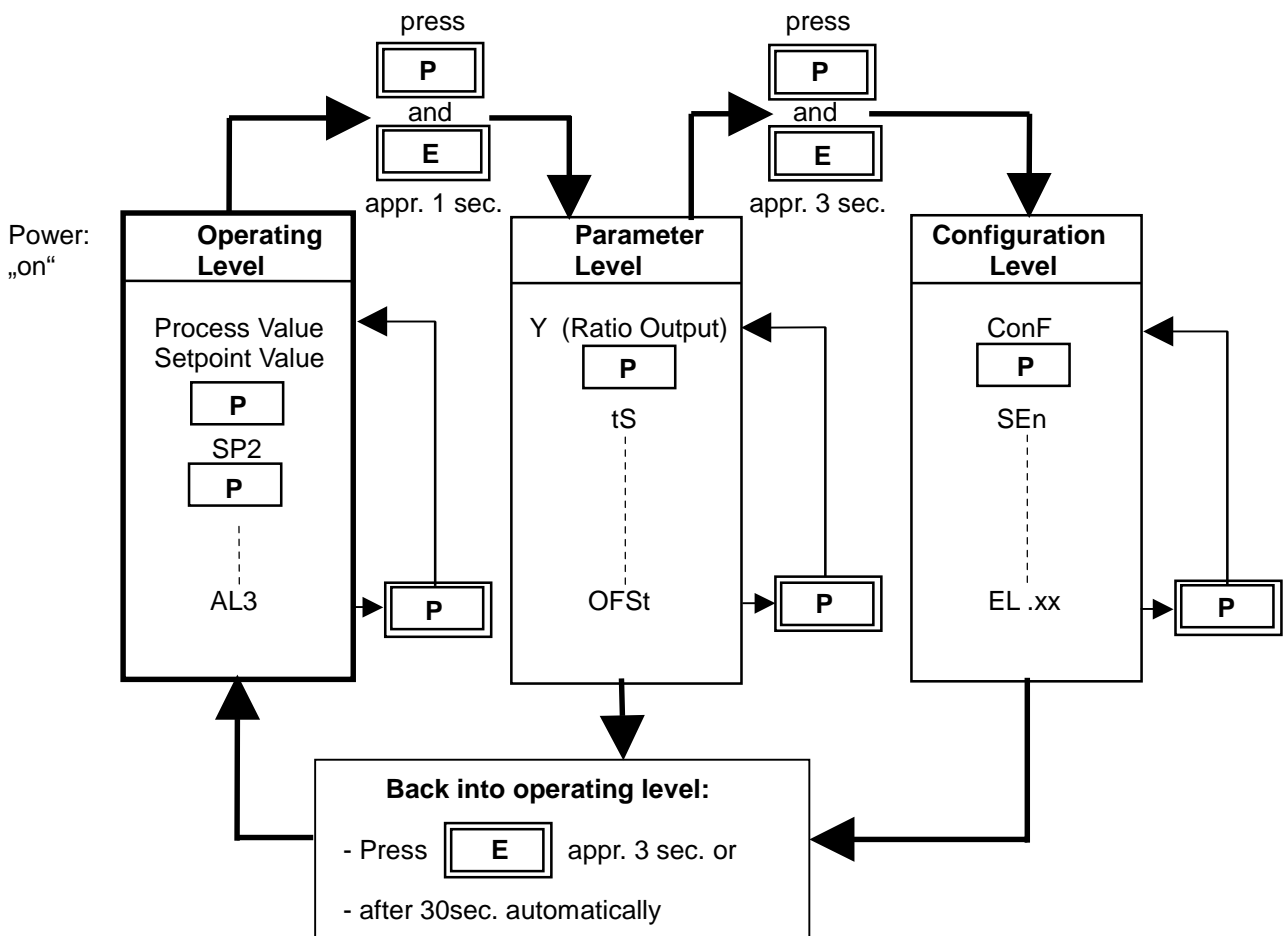 press
P
and
E
appr. 1 sec.
press
P
and
E
appr. 3 sec.
Power:
„on“
Operating
Level
Process Value
Setpoint Value
P
SP2
P
AL3
P
Parameter
Level
Y (Ratio Output)
P
tS
OFSt
P
Configuration
Level
ConF
P
SEn
EL .xx
P
Back into operating level:
- Press E appr. 3 sec. or
- after 30sec. automatically